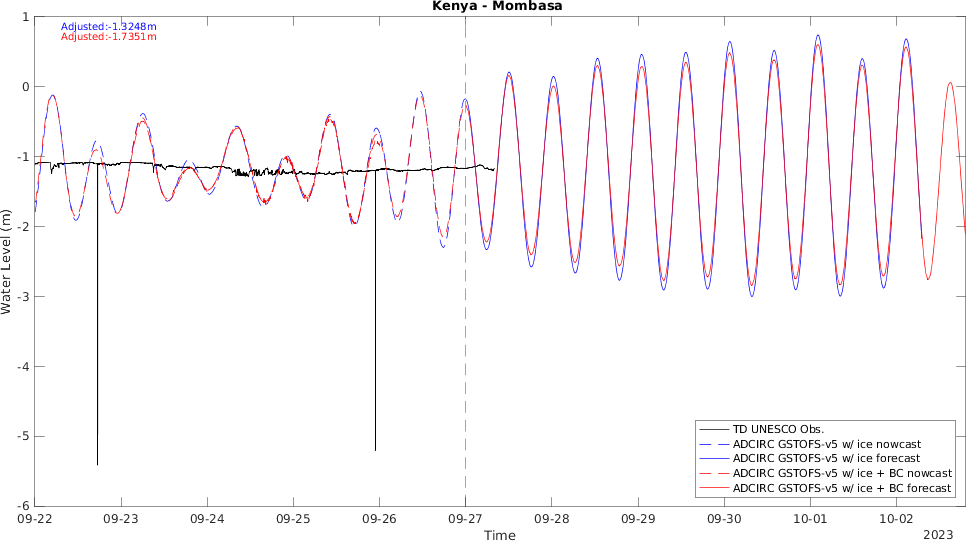 Kenya - Mombasa
Adjusted:-1.3248m
Adjusted:-1.7351m
1
0
-1
-2
-3
-4
-5
-6
Water Level (m)
09-22 09-23 09-24 09-25 09-26 09-27 09-28 09-29 09-30 10-01 10-02
Time
2023
TD UNESCO Obs.
ADCIRC GSTOFS-v5 w/ ice nowcast
ADCIRC GSTOFS-v5 w/ ice forecast
ADCIRC GSTOFS-v5 w/ ice + BC nowcast
ADCIRC GSTOFS-v5 w/ ice + BC forecast